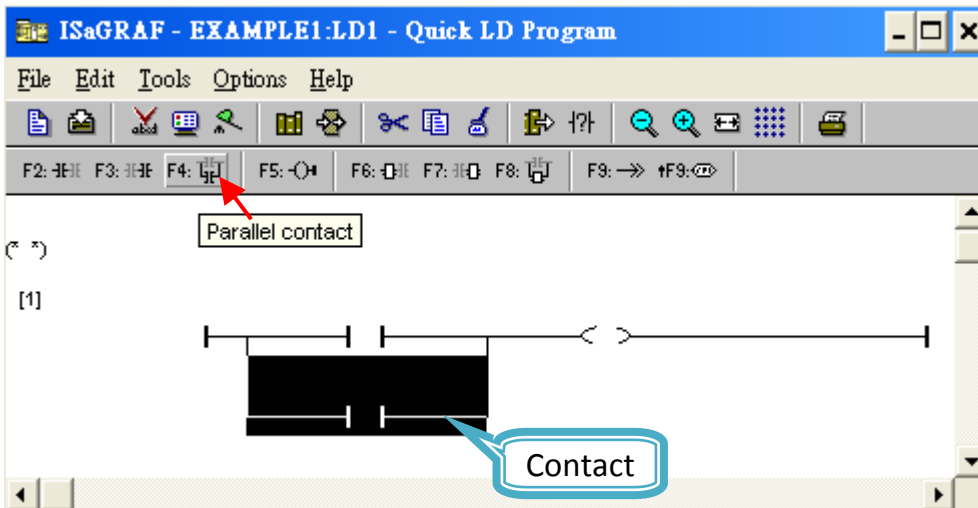 ISaGRAF - EXAMPLE1:LD1 - Quick LD Program
File Edit Tools Options Help
abcd
F2: F3: F4: F5: F6: F7: F8: F9: F9:
Parallel contact
(* *)
[1]
Contact